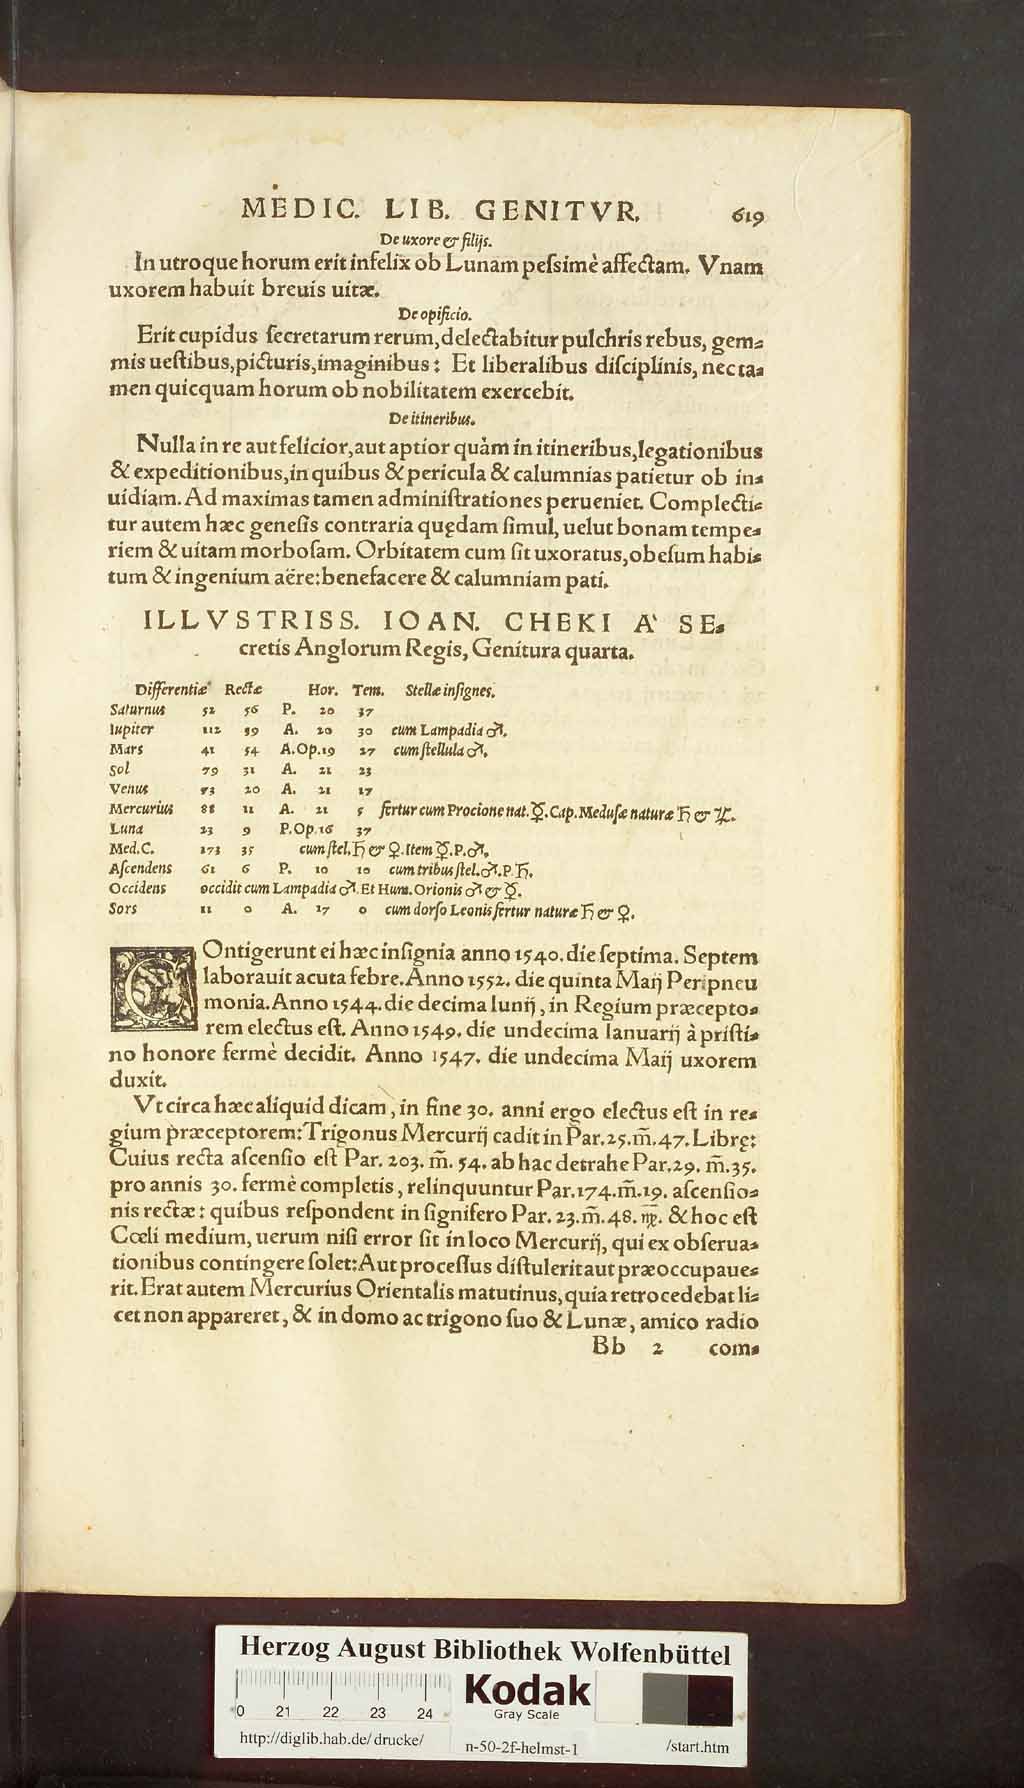 MEDIC. LIB. GENITVR. 619
De uxore & filijs.
In utroque horum erit infelix ob Lunam peſsimè affectam. Vnam
uxorem habuit breuis uitæ.
De opificio.
Erit cupidus ſecretarum rerum, delectabitur pulchris rebus, gem⸗
mis ueſtibus, picturis, imaginibus: Et liberalibus diſciplinis, nec ta⸗
men quicquam horum ob nobilitatem exercebit.
De itineribus.
Nulla in re aut felicior, aut aptior quàm in itineribus, legationibus
& expeditionibus, in quibus & pericula & calumnias patietur ob in⸗
uidiam. Ad maximas tamen adminiſtrationes perueniet. Complecti⸗
tur autem hæc geneſis contraria quędam ſimul, uelut bonam tempe⸗
riem & uitam morboſam. Orbitatem cum ſit uxoratus, obeſum habi⸗
tum & ingenium aëre: benefacere & calumniam pati.
ILLVSTRISS. IOAN. CHEKI A' SE⸗
cretis Anglorum Regis, Genitura quarta.
Differentiæ Rectæ Hor. Tem. Stellæ inſignes.
Saturnus 52 56 P. 20 37
Iupiter 112 59 A. 20 30 cum Lampadia ♂.
Mars 41 54 A. Op. 19 27 cum ſtellula ♂.
Sol 79 31 A. 21 23
Venus 53 20 A. 21 17
Mercurius 88 11 A. 21 5 fertur cum Procione nat. ☿. Cap. Meduſæ naturæ ♄ & ♃.
Luna 23 9 P. Op. 16 37
Med. C. 273 35 cum ſtel. ♄ & ♀. Item ☿. P. ♂.
Aſcendens 61 6 P. 10 10 cum tribus ſtel. ♂. P ♄.
Occidens occidit cum Lampadia ♂. Et Hum. Orionis ♂ & ☿.
Sors 11 0 A. 17 0 cum dorſo Leonis fertur naturæ ♄ & ♀.
COntigerunt ei hæc inſignia anno 1540. die ſeptima. Septem
laborauit acuta febre. Anno 1552. die quinta Maij Peripneu
monia. Anno 1544. die decima Iunij, in Regium præcepto⸗
rem electus eſt. Anno 1549. die undecima Ianuarij à priſti⸗
no honore fermè decidit. Anno 1547. die undecima Maij uxorem
duxit.
Vt circa hæc aliquid dicam, in fine 30. anni ergo electus eſt in re⸗
gium præceptorem: Trigonus Mercurij cadit in Par. 25. m̃. 47. Librę:
Cuius recta aſcenſio eſt Par. 203. m̃. 54. ab hac detrahe Par. 29. m̃. 35.
pro annis 30. fermè completis, relinquuntur Par. 174. m̃. 19. aſcenſio⸗
nis rectæ: quibus reſpondent in ſignifero Par. 23. m̃. 48. ♍. & hoc eſt
Cœli medium, uerum niſi error ſit in loco Mercurij, qui ex obſerua⸗
tionibus contingere ſolet: Aut proceſſus diſtulerit aut præoccupaue⸗
rit. Erat autem Mercurius Orientalis matutinus, quia retrocedebat li⸗
cet non appareret, & in domo ac trigono ſuo & Lunæ, amico radio
Bb 2 com⸗
Herzog August Bibliothek Wolfenbüttel
0 21 22 23 24
Kodak
Gray Scale
http://diglib.hab.de/drucke/ n-50-2f-helmst-1 /start.htm